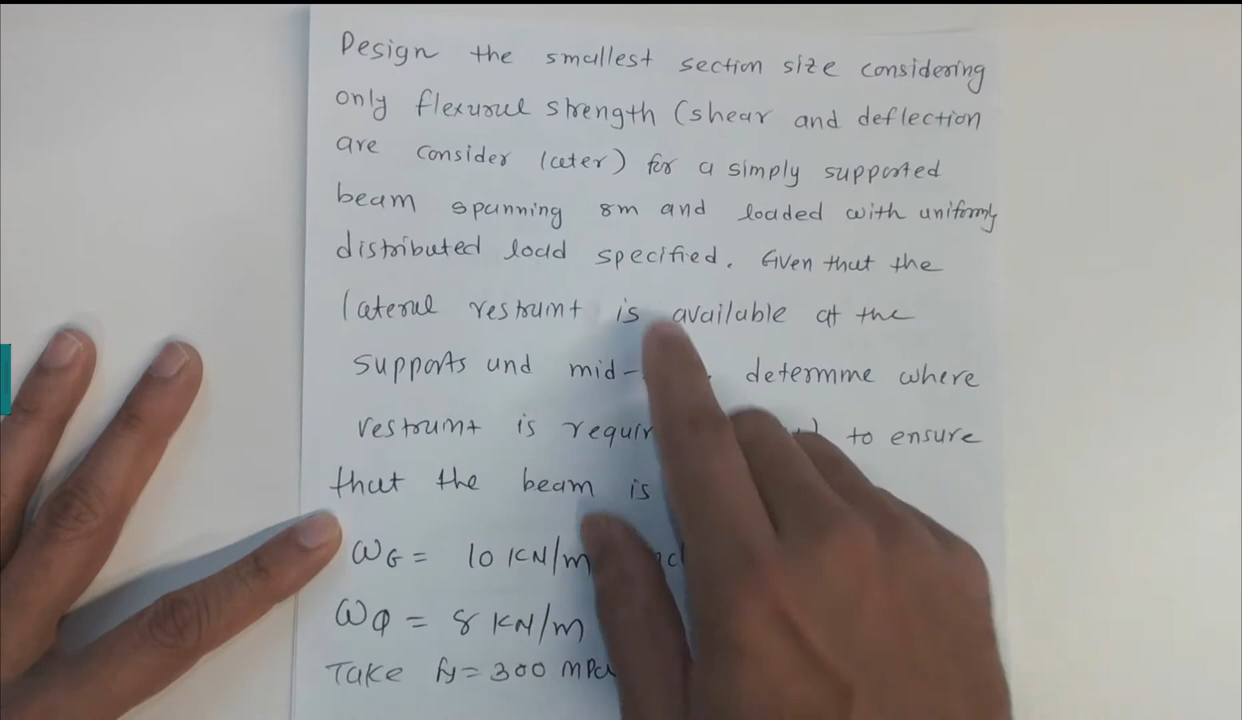 Design the smallest section size considering
only flexural strength (shear and deflection
are consider later) for a simply supported
beam spanning 8m and loaded with uniformly
distributed load specified. Given that the
lateral restraint is available at the
supports and mid- determine where
restraint is to ensure
that the beam is
ωG = 10 KN/m
ωQ = 8 KN/m
Take fy = 300 MPa